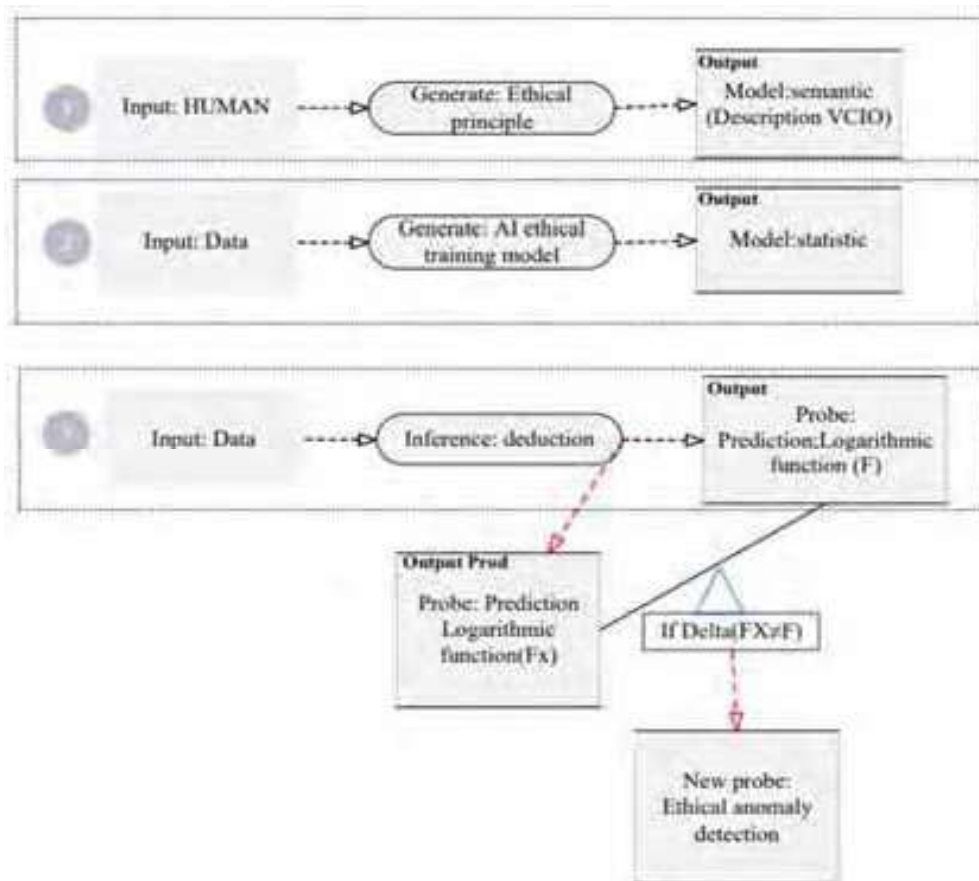 Output
Input: HUMAN
Generate: Ethical
principle
Model:semantic
(Description VCIO)
Output
Input: Data
Generate: AI ethical
training model
Model:statistic
Output
Input: Data
Inference: deduction
Probe:
Prediction:Logarithmic
function (F)
Output Prod
Probe: Prediction
Logarithmic
function(Fx)
If Delta(FX≠F)
New probe:
Ethical anomaly
detection